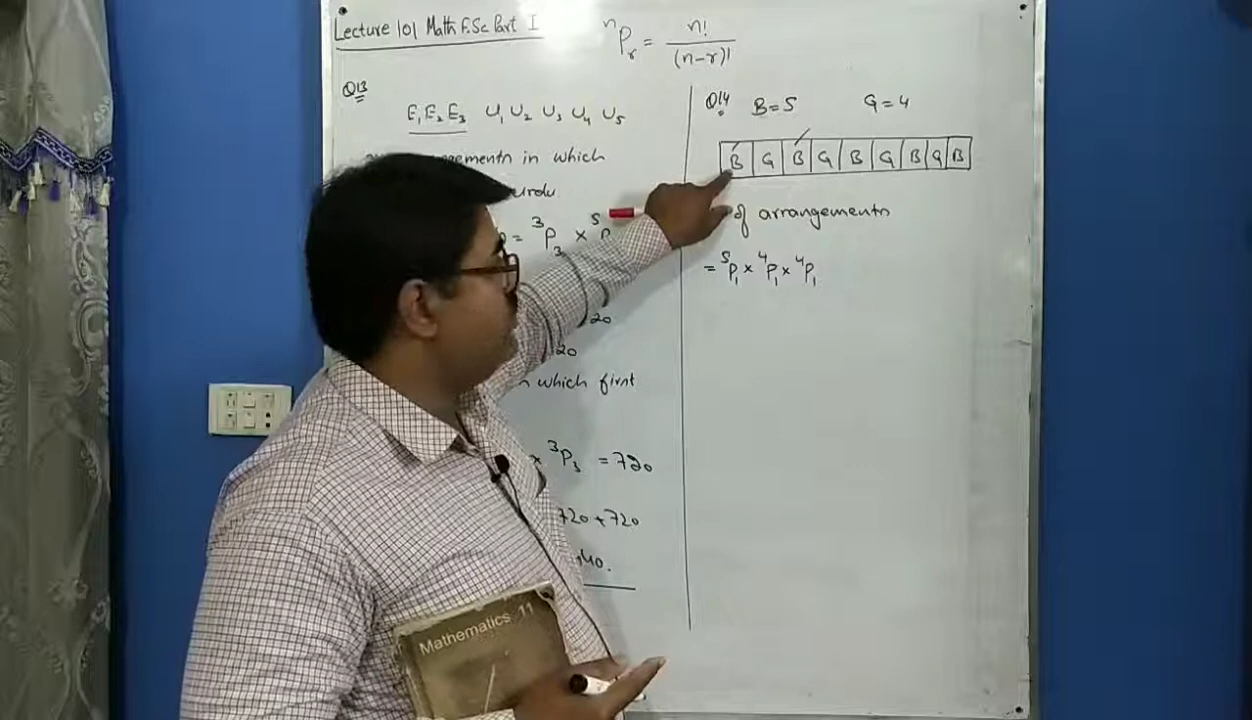 Lecture 101 Math F.Sc Part I
ⁿPᵣ = n! / (n-r)!
Q13
E₁ E₂ E₃ U₁ U₂ U₃ U₄ U₅
in which
urdu
= ³P₃ × ⁵P
20
20
which first
× ³P₃ = 720
720+720
40.
Q14 B=5 G=4
B G B G B G B G B
of arrangements
= ⁵P₁ × ⁴P₁ × ⁴P₁
Mathematics 11